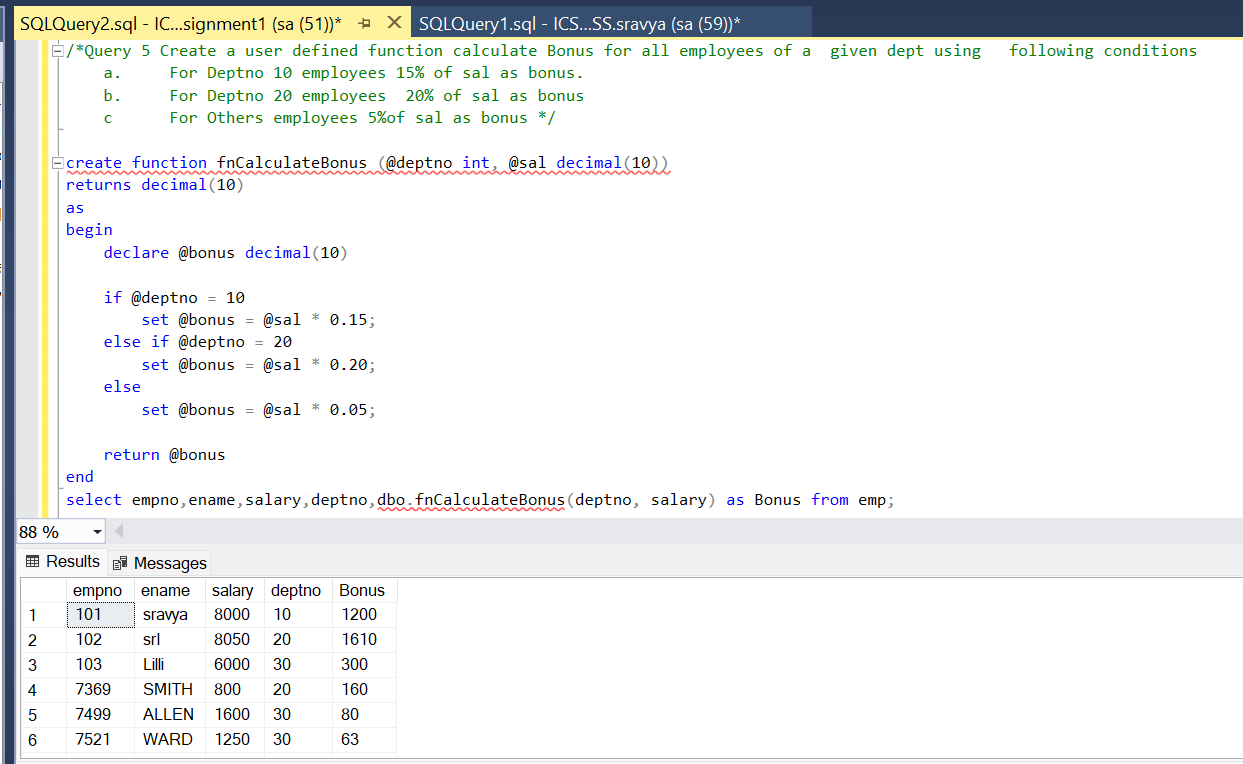 SQLQuery2.sql - IC...signment1 (sa (51))* SQLQuery1.sql - ICS...SS.sravya (sa (59))*
/*Query 5 Create a user defined function calculate Bonus for all employees of a  given dept using   following conditions
a.     For Deptno 10 employees 15% of sal as bonus.
b.     For Deptno 20 employees  20% of sal as bonus
c      For Others employees 5%of sal as bonus */
create function fnCalculateBonus (@deptno int, @sal decimal(10))
returns decimal(10)
as
begin
declare @bonus decimal(10)
if @deptno = 10
set @bonus = @sal * 0.15;
else if @deptno = 20
set @bonus = @sal * 0.20;
else
set @bonus = @sal * 0.05;
return @bonus
end
select empno,ename,salary,deptno,dbo.fnCalculateBonus(deptno, salary) as Bonus from emp;
88 %
Results Messages
empno ename salary deptno Bonus
1 101 sravya 8000 10 1200
2 102 srl 8050 20 1610
3 103 Lilli 6000 30 300
4 7369 SMITH 800 20 160
5 7499 ALLEN 1600 30 80
6 7521 WARD 1250 30 63